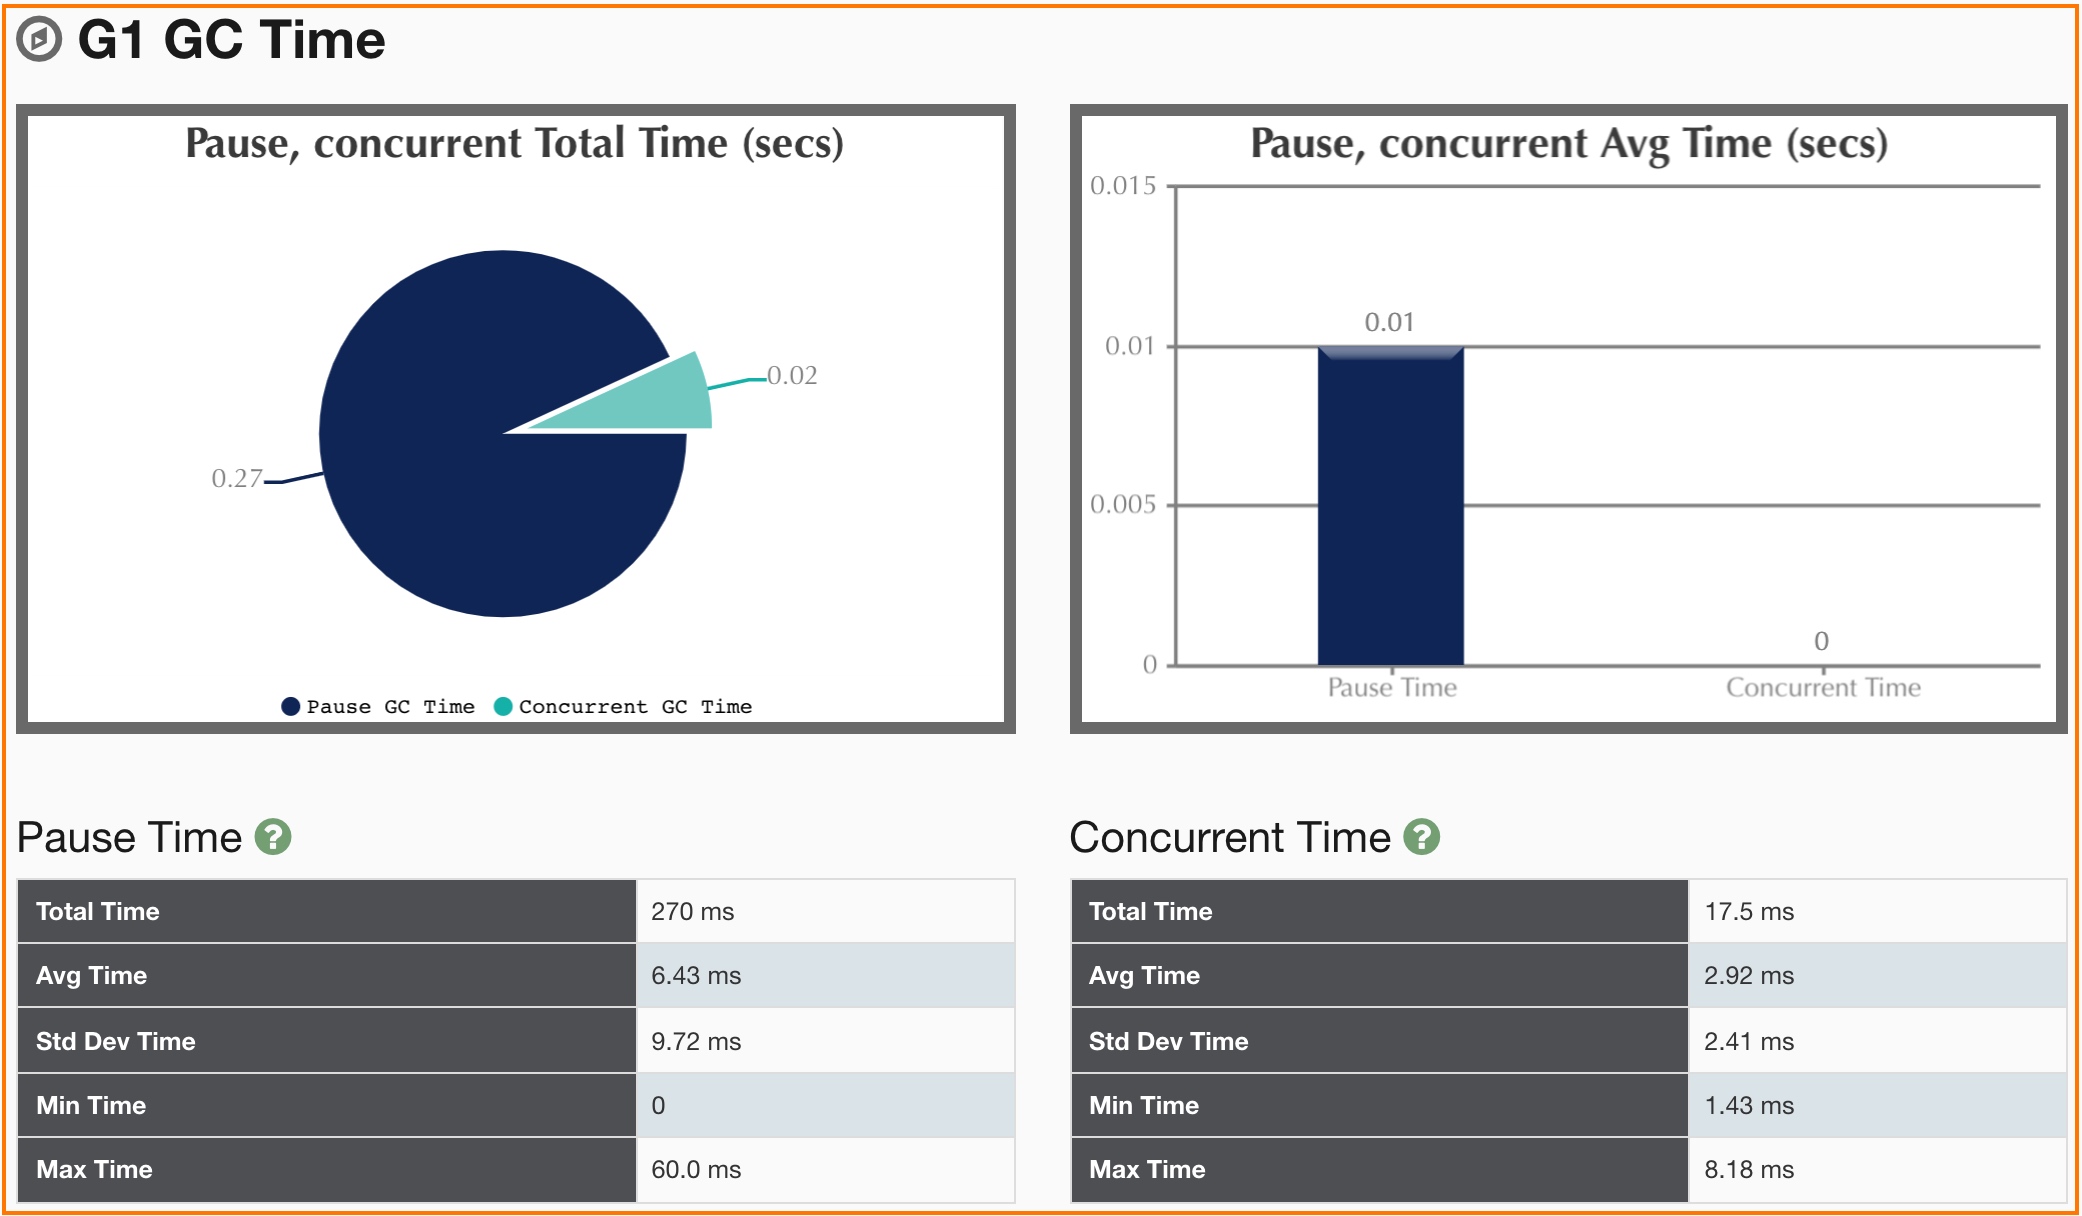 G1 GC Time
Pause, concurrent Total Time (secs)
0.02
0.27
Pause GC Time Concurrent GC Time
Pause, concurrent Avg Time (secs)
0.015
0.01
0.01
0.005
0
0
Pause Time Concurrent Time
Pause Time ?
Total Time 270 ms
Avg Time 6.43 ms
Std Dev Time 9.72 ms
Min Time 0
Max Time 60.0 ms
Concurrent Time ?
Total Time 17.5 ms
Avg Time 2.92 ms
Std Dev Time 2.41 ms
Min Time 1.43 ms
Max Time 8.18 ms